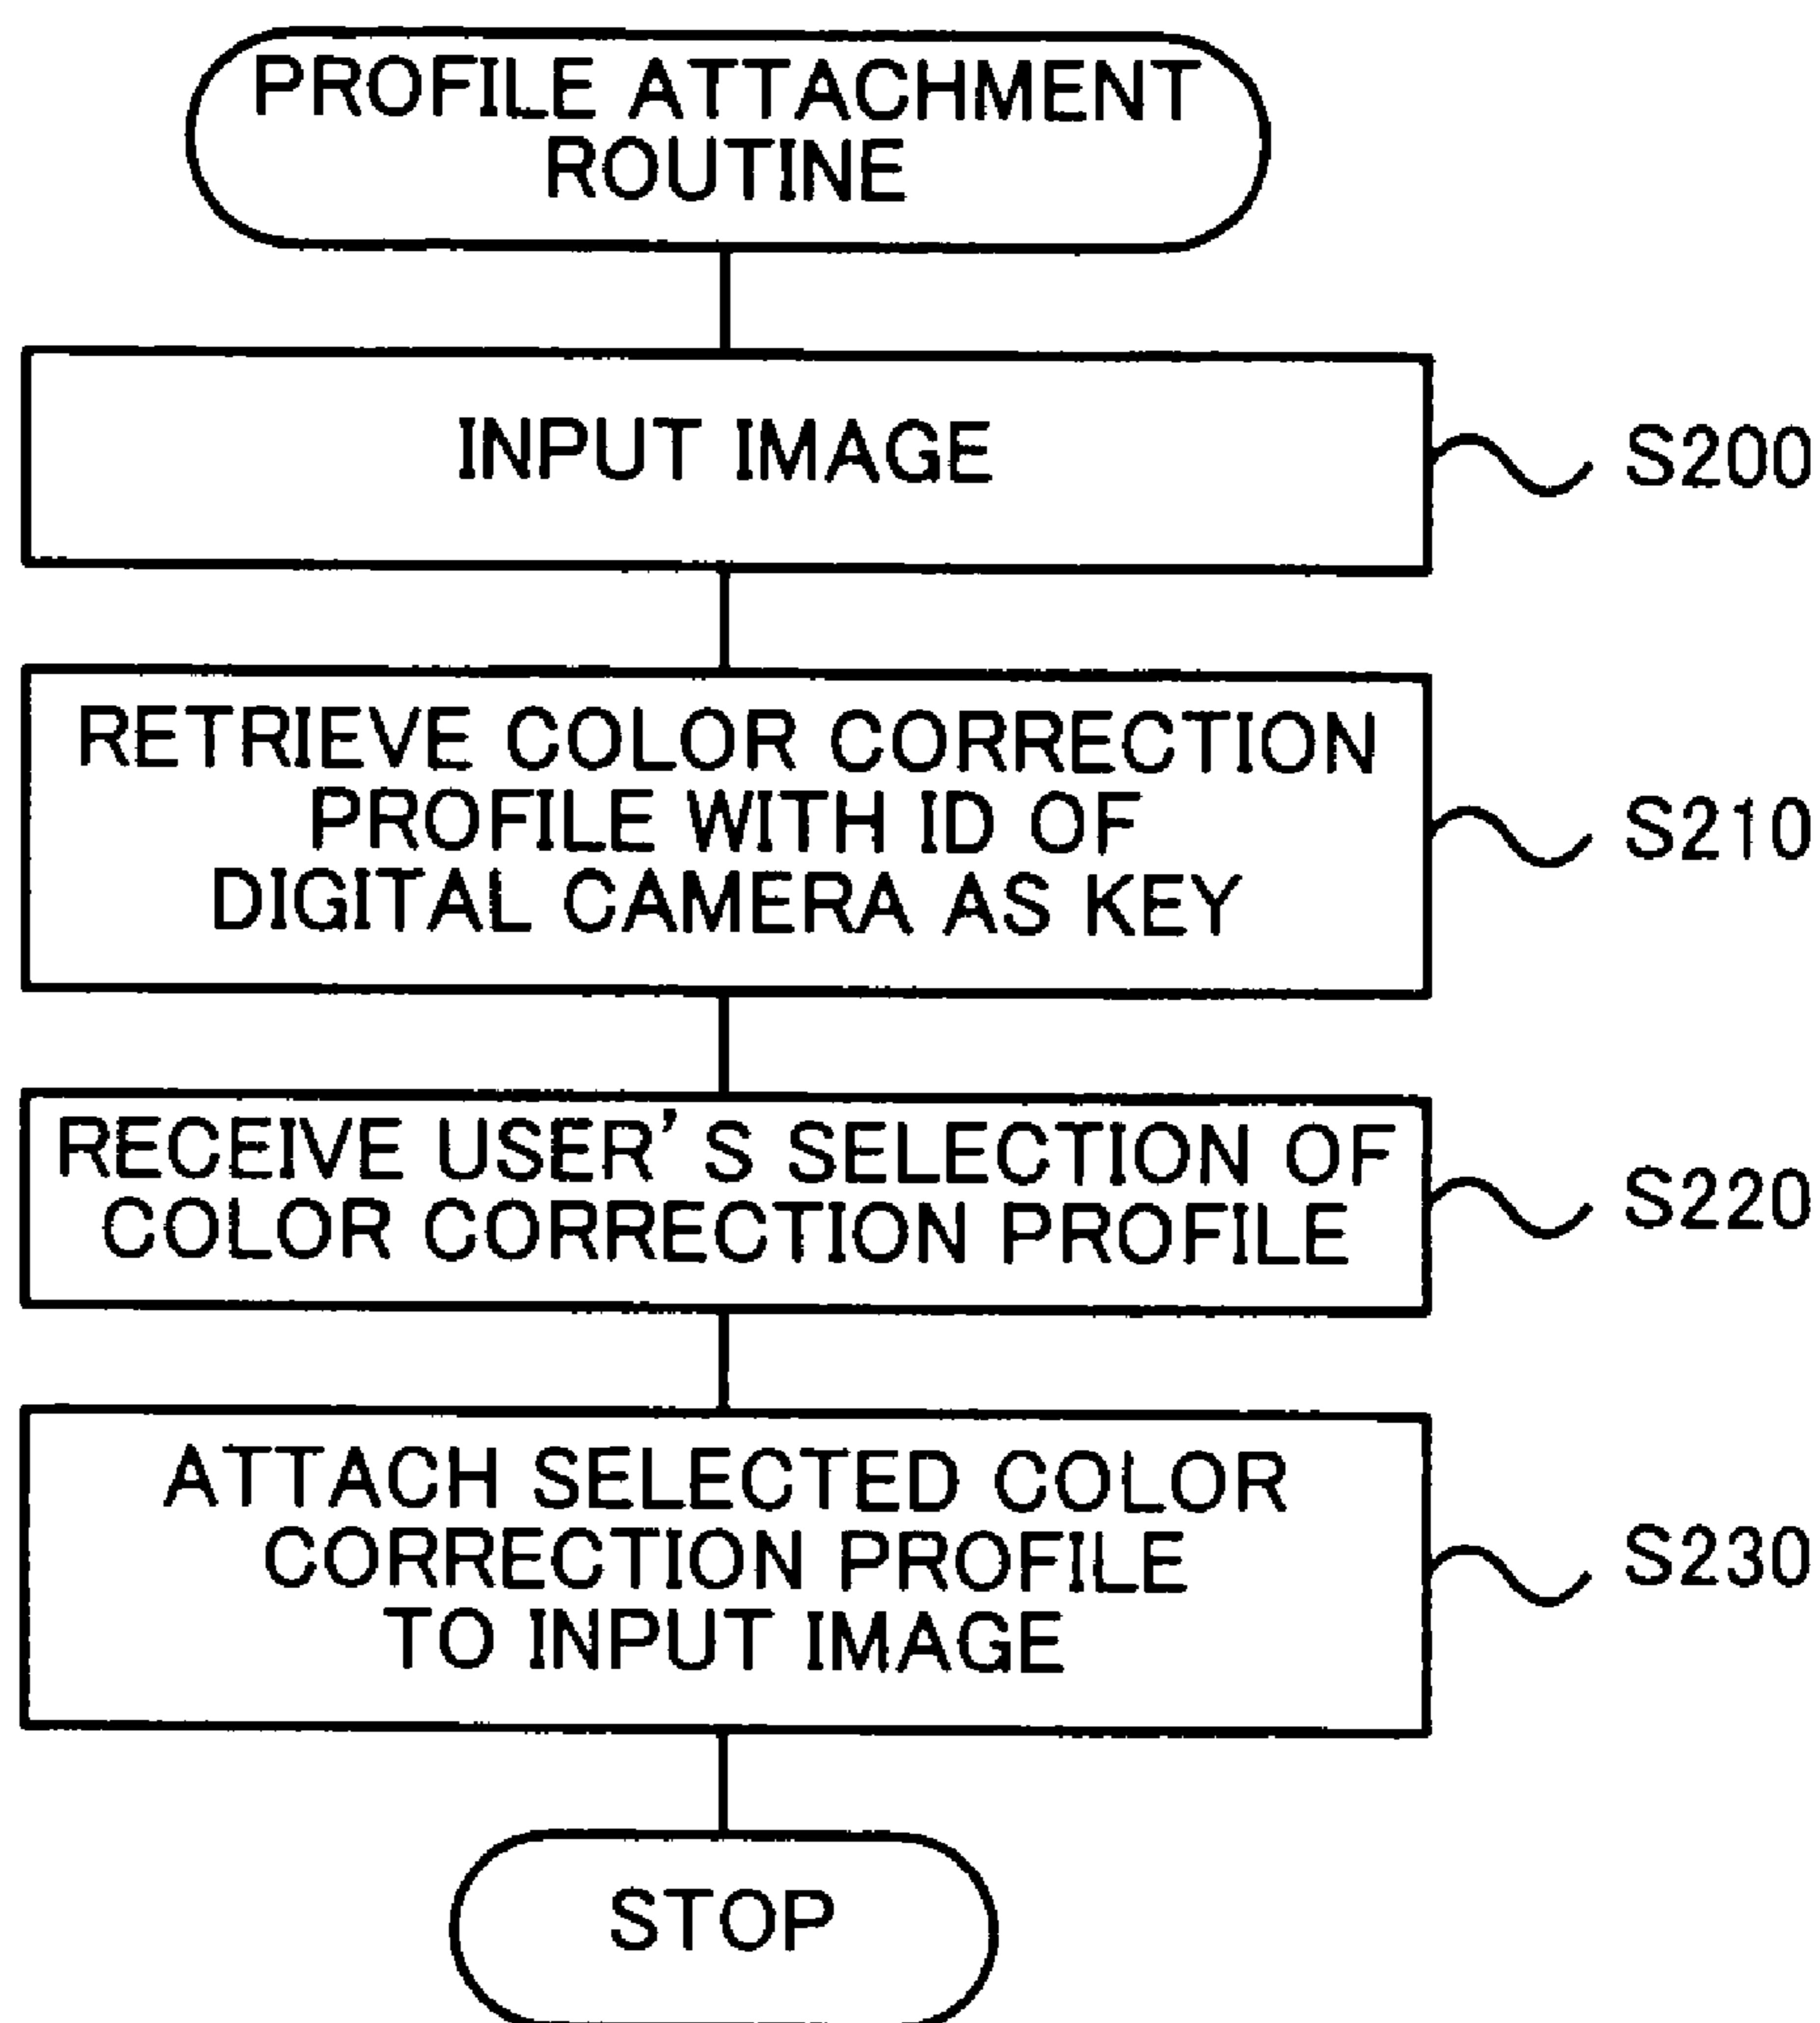 PROFILE ATTACHMENT
ROUTINE
INPUT IMAGE
S200
RETRIEVE COLOR CORRECTION
PROFILE WITH ID OF
DIGITAL CAMERA AS KEY
S210
RECEIVE USER'S SELECTION OF
COLOR CORRECTION PROFILE
S220
ATTACH SELECTED COLOR
CORRECTION PROFILE
TO INPUT IMAGE
S230
STOP